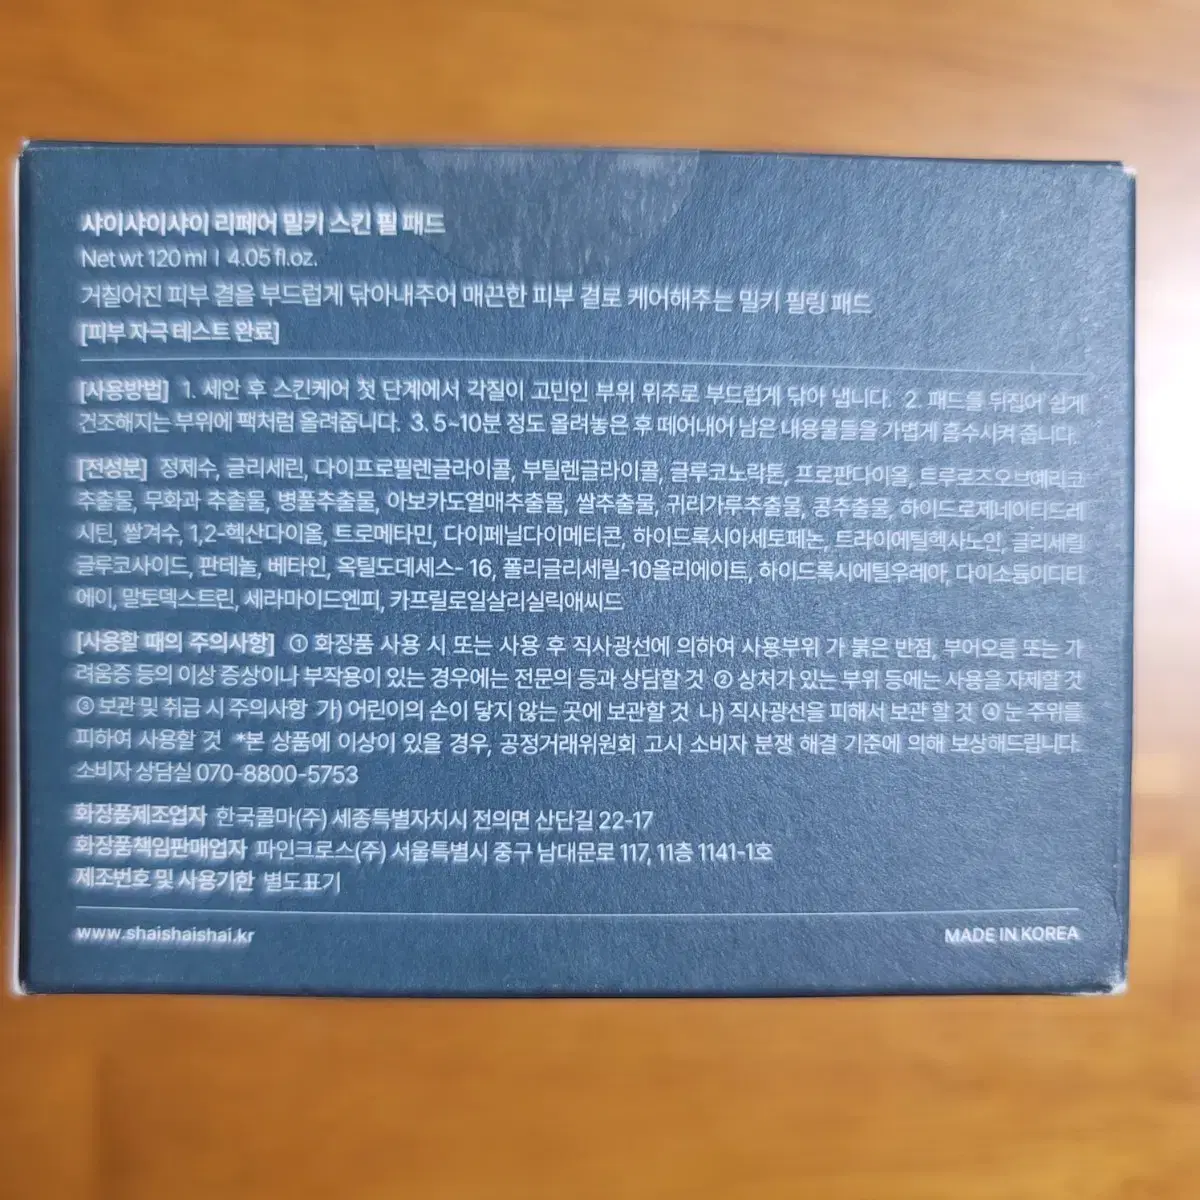 샤이샤이샤이 리페어 밀키 스킨 필 패드
Net wt 120 ml | 4.05 fl.oz.
거칠어진 피부 결을 부드럽게 닦아내주어 매끈한 피부 결로 케어해주는 밀키 필링 패드
[피부 자극 테스트 완료]
[사용방법] 1. 세안 후 스킨케어 첫 단계에서 각질이 고민인 부위 위주로 부드럽게 닦아 냅니다. 2. 패드를 뒤집어 쉽게
건조해지는 부위에 팩처럼 올려줍니다. 3. 5~10분 정도 올려놓은 후 떼어내어 남은 내용물들을 가볍게 흡수시켜 줍니다.
[전성분] 정제수, 글리세린, 다이프로필렌글라이콜, 부틸렌글라이콜, 글루코노락톤, 프로판다이올, 트루로즈오브예리코
추출물, 무화과 추출물, 병풀추출물, 아보카도열매추출물, 쌀추출물, 귀리가루추출물, 콩추출물, 하이드로제네이티드레
시틴, 쌀겨수, 1,2-헥산다이올, 트로메타민, 다이페닐다이메티콘, 하이드록시아세토페논, 트라이에틸헥사노인, 글리세릴
글루코사이드, 판테놀, 베타인, 옥틸도데세스- 16, 폴리글리세릴-10올리에이트, 하이드록시에틸우레아, 다이소듐이디티
에이, 말토덱스트린, 세라마이드엔피, 카프릴로일살리실릭애씨드
[사용할 때의 주의사항] ① 화장품 사용 시 또는 사용 후 직사광선에 의하여 사용부위 가 붉은 반점, 부어오름 또는 가
려움증 등의 이상 증상이나 부작용이 있는 경우에는 전문의 등과 상담할 것 ② 상처가 있는 부위 등에는 사용을 자제할 것
③ 보관 및 취급 시 주의사항 가) 어린이의 손이 닿지 않는 곳에 보관할 것 나) 직사광선을 피해서 보관 할 것 ④ 눈 주위를
피하여 사용할 것 *본 상품에 이상이 있을 경우, 공정거래위원회 고시 소비자 분쟁 해결 기준에 의해 보상해드립니다.
소비자 상담실 070-8800-5753
화장품제조업자 한국콜마(주) 세종특별자치시 전의면 산단길 22-17
화장품책임판매업자 파인크로스(주) 서울특별시 중구 남대문로 117, 11층 1141-1호
제조번호 및 사용기한 별도표기
www.shaishaishai.kr
MADE IN KOREA